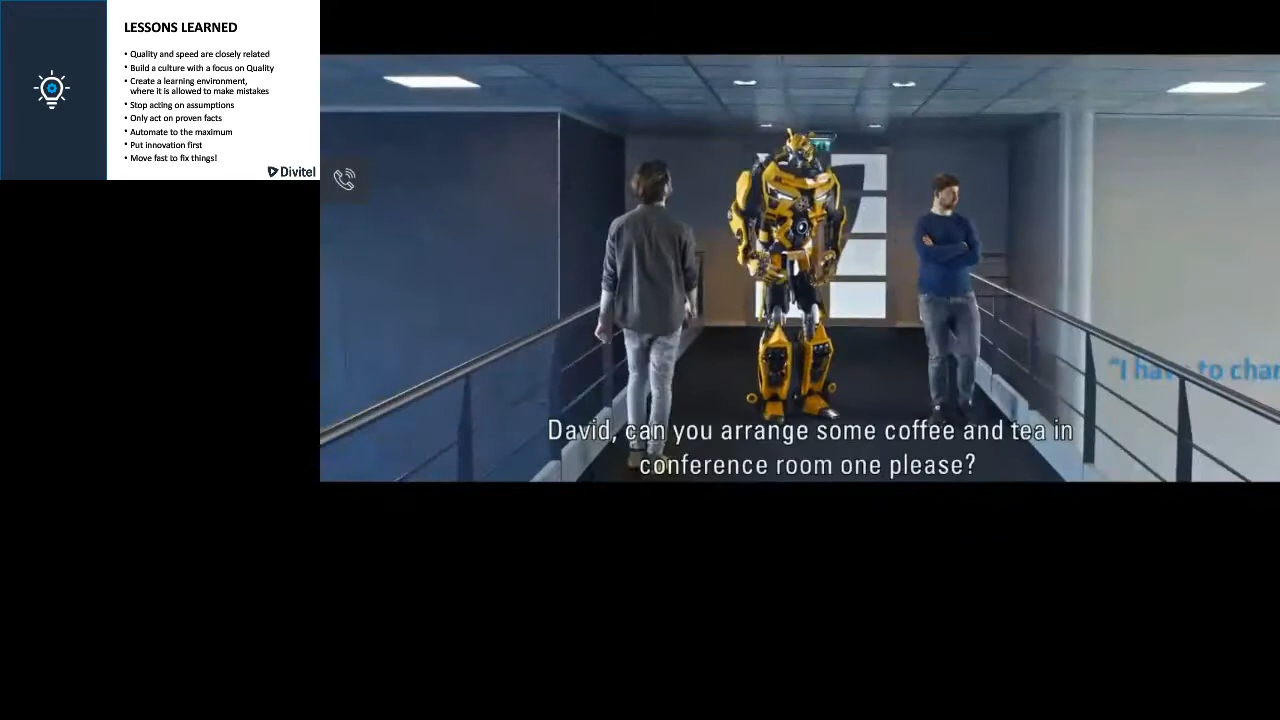 LESSONS LEARNED
• Quality and speed are closely related
• Build a culture with a focus on Quality
• Create a learning environment,
where it is allowed to make mistakes
• Stop acting on assumptions
• Only act on proven facts
• Automate to the maximum
• Put innovation first
• Move fast to fix things!
Divitel
"I have to chan
David, can you arrange some coffee and tea in
conference room one please?